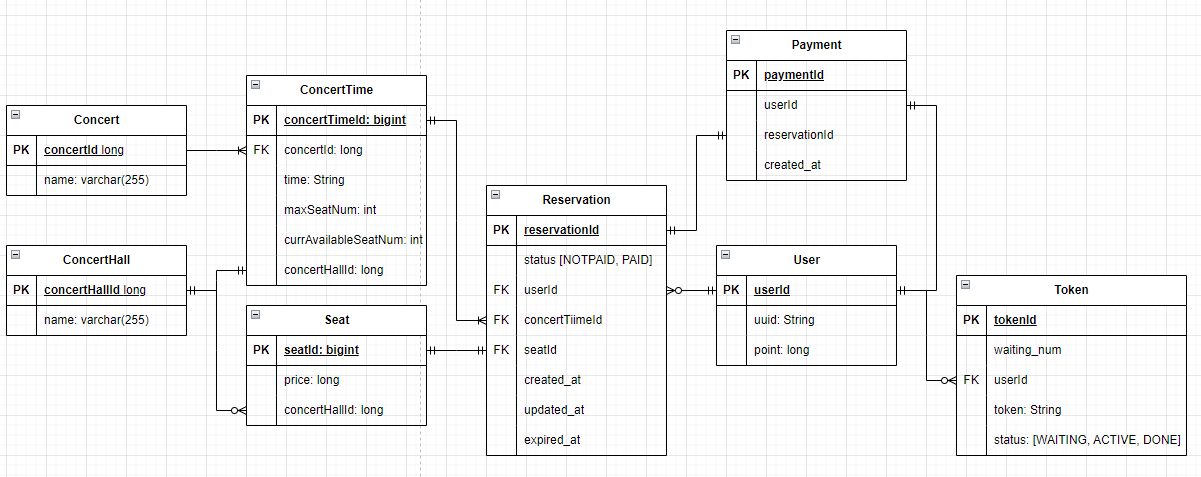 Concert
PK concertId long
name: varchar(255)
ConcertHall
PK concertHallId long
name: varchar(255)
ConcertTime
PK concertTimeId: bigint
FK concertId: long
time: String
maxSeatNum: int
currAvailableSeatNum: int
concertHallId: long
Seat
PK seatId: bigint
price: long
concertHallId: long
Reservation
PK reservationId
status [NOTPAID, PAID]
FK userId
FK concertTiimeId
FK seatId
created_at
updated_at
expired_at
Payment
PK paymentId
userId
reservationId
created_at
User
PK userId
uuid: String
point: long
Token
PK tokenId
waiting_num
FK userId
token: String
status: [WAITING, ACTIVE, DONE]